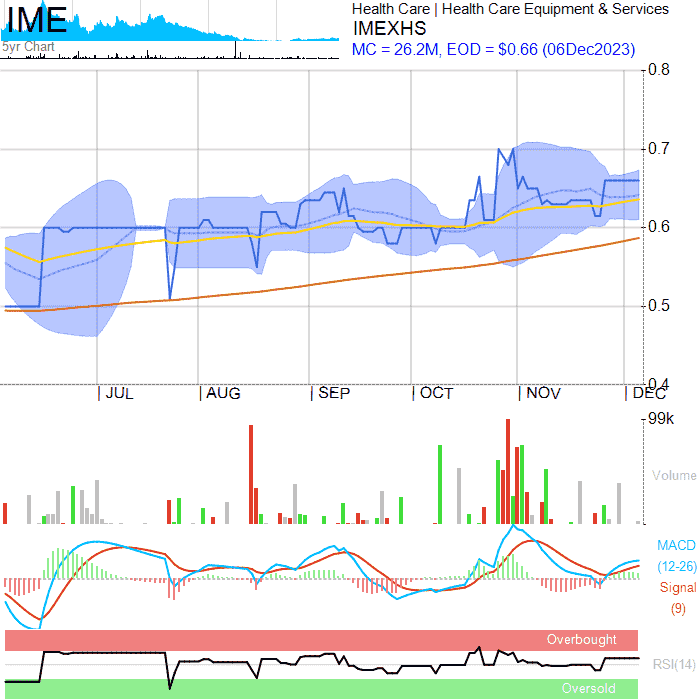 IME
5yr Chart
Health Care | Health Care Equipment & Services
IMEXHS
MC = 26.2M, EOD = $0.66 (06Dec2023)
0.8
0.7
0.6
0.5
0.4
JUL AUG SEP OCT NOV DEC
99k
Volume
MACD
(12-26)
Signal
(9)
Overbought
RSI(14)
Oversold